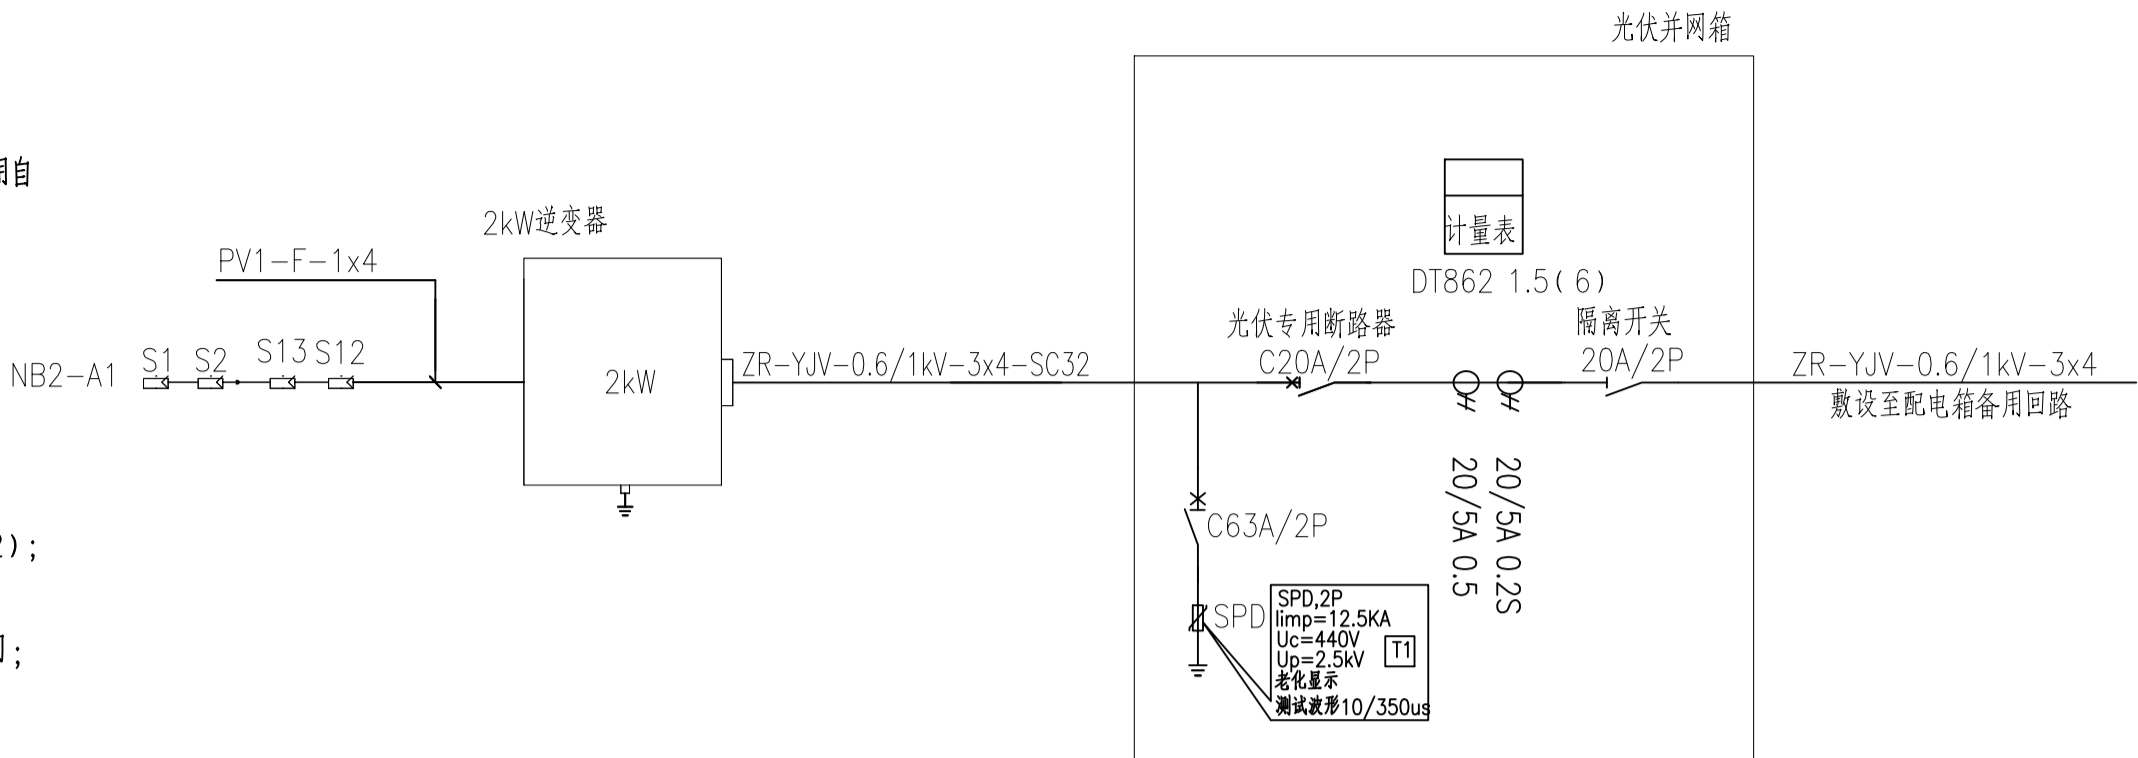 光伏并网箱
自
2kW逆变器
计量表
PV1-F-1x4
DT862 1.5(6)
光伏专用断路器
隔离开关
NB2-A1
S1
S2
S13
S12
2kW
ZR-YJV-0.6/1kV-3x4-SC32
C20A/2P
20A/2P
ZR-YJV-0.6/1kV-3x4
敷设至配电箱备用回路
20/5A 0.5
20/5A 0.2S
C63A/2P
);
;
SPD
SPD,2P
Iimp=12.5KA
Uc=440V
Up=2.5kV
T1
老化显示
测试波形10/350us